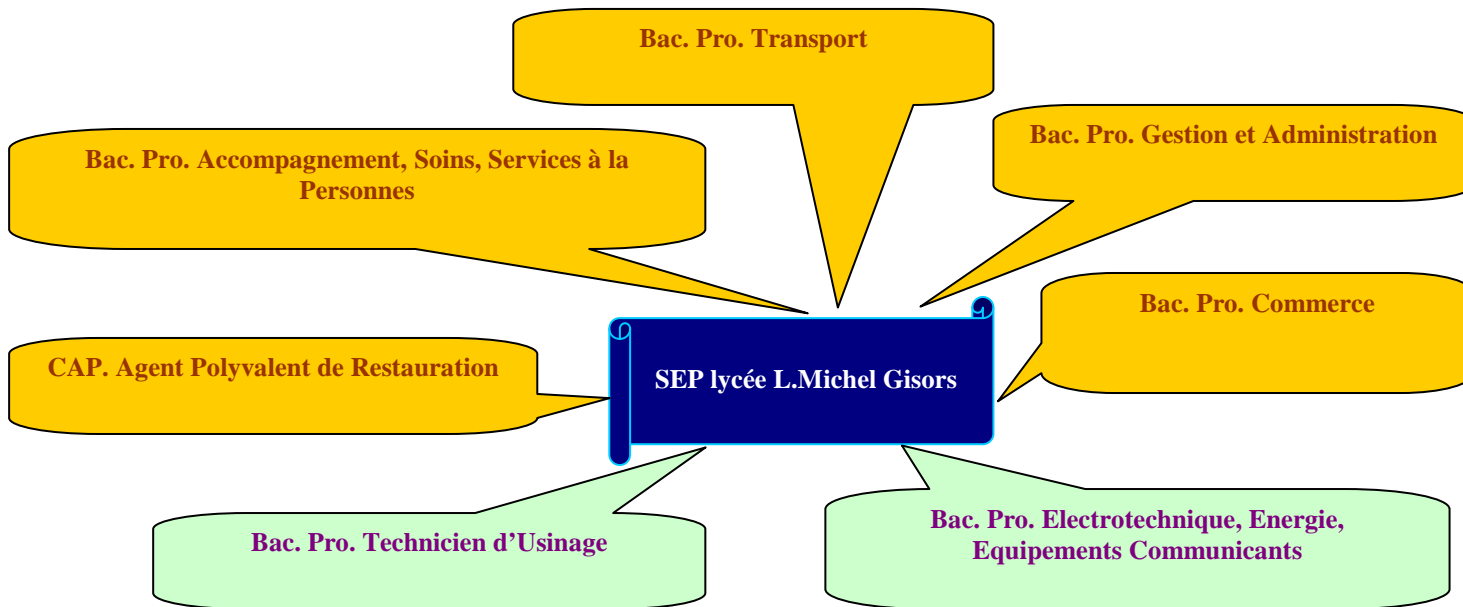 Bac. Pro. Transport
Bac. Pro. Gestion et Administration
Bac. Pro. Accompagnement, Soins, Services à la
Personnes
Bac. Pro. Commerce
CAP. Agent Polyvalent de Restauration
SEP lycée L.Michel Gisors
Bac. Pro. Technicien d’Usinage
Bac. Pro. Electrotechnique, Energie,
Equipements Communicants